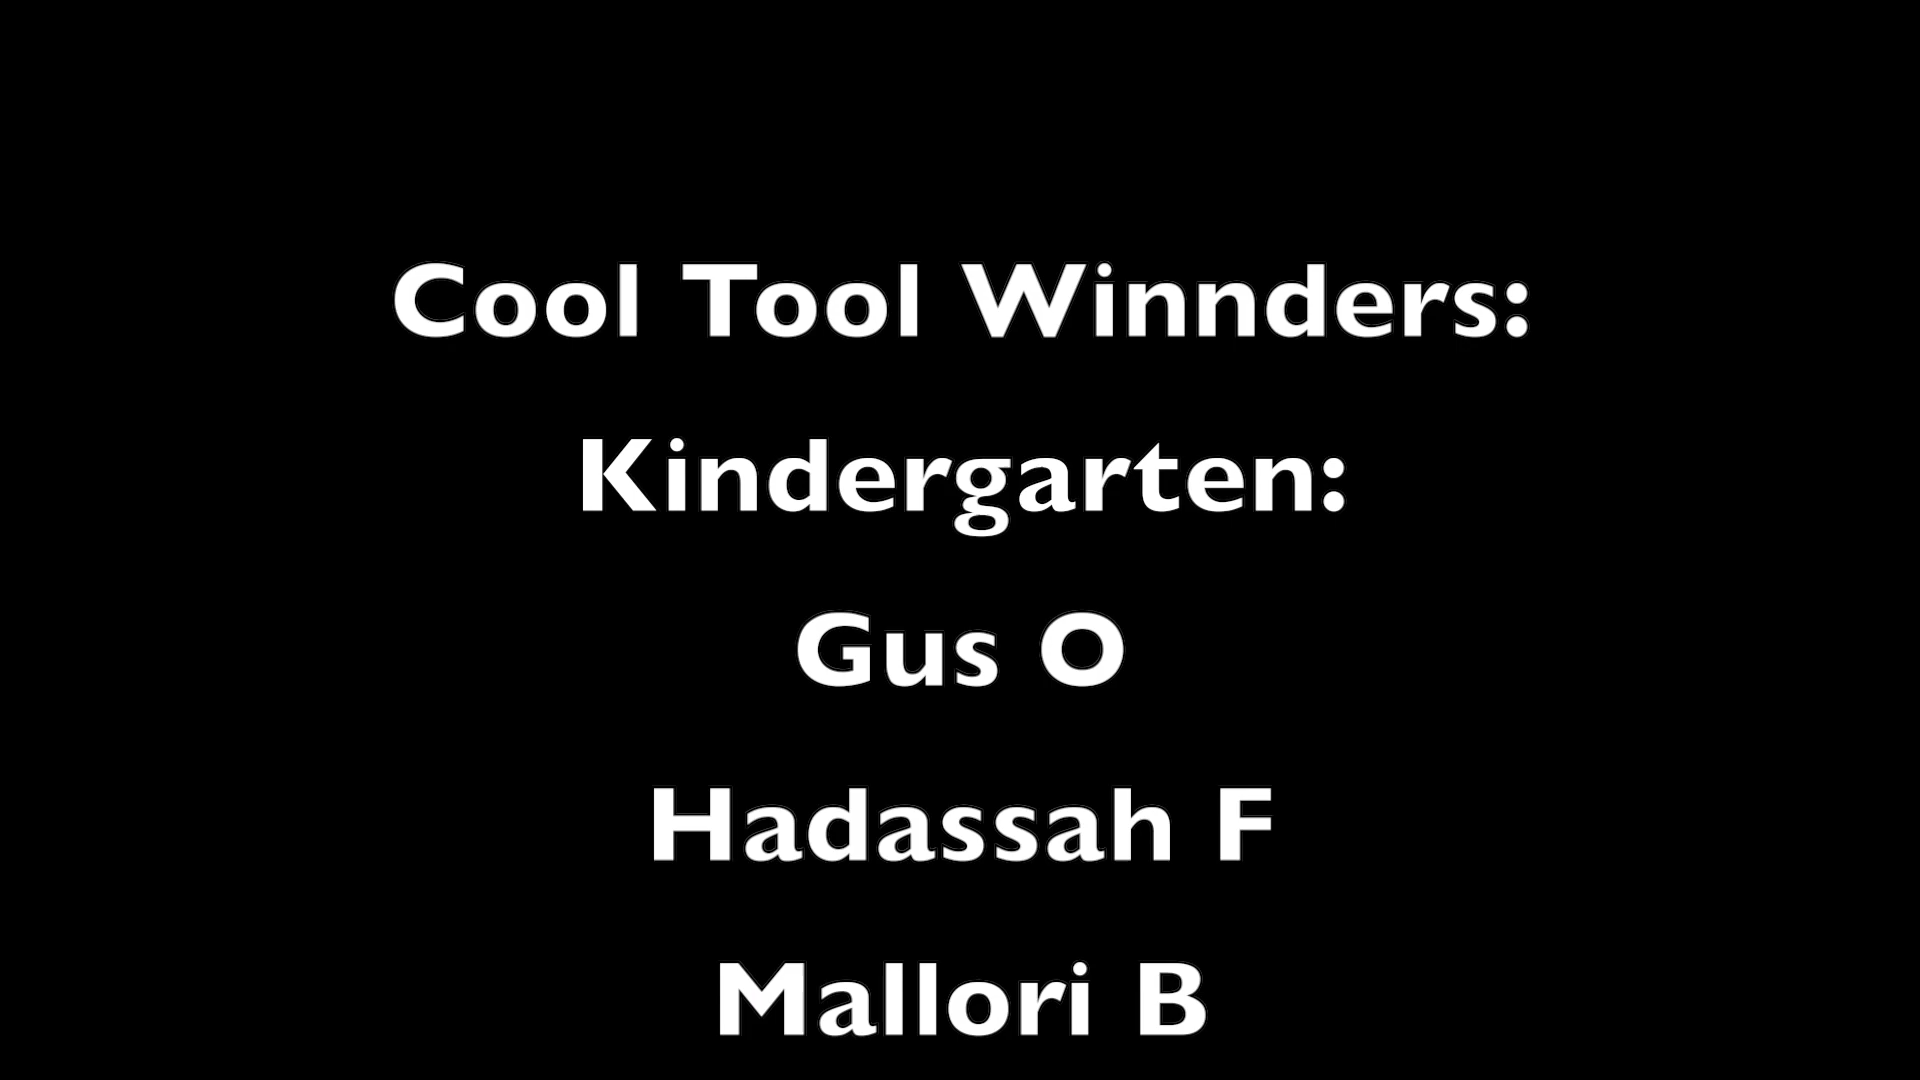 Cool Tool Winnders:
Kindergarten:
Gus O
Hadassah F
Mallori B